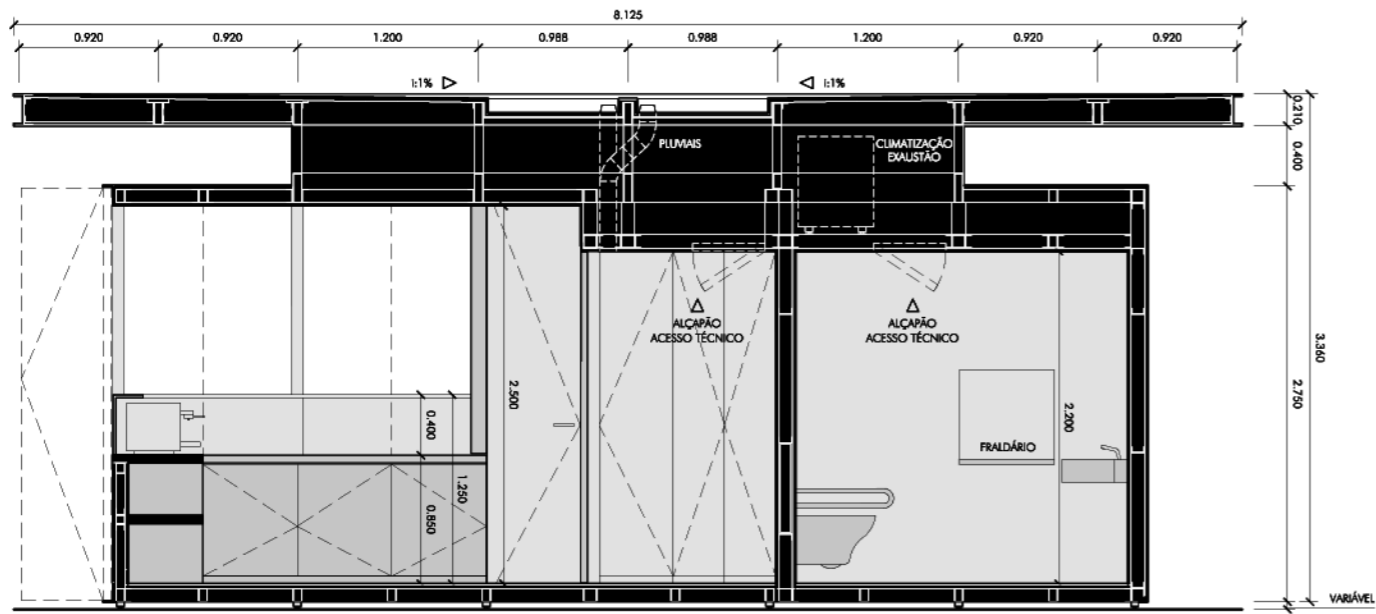 8.125
0.920 0.920 1.200 0.988 0.988 1.200 0.920 0.920
i:1% i:1%
0.210
PLUVIAIS
CLIMATIZAÇÃO
EXAUSTÃO
0.400
ALÇAPÃO
ACESSO TÉCNICO
ALÇAPÃO
ACESSO TÉCNICO
3.360
2.500
2.750
0.400
2.200
FRALDÁRIO
1.250
0.850
VARIÁVEL